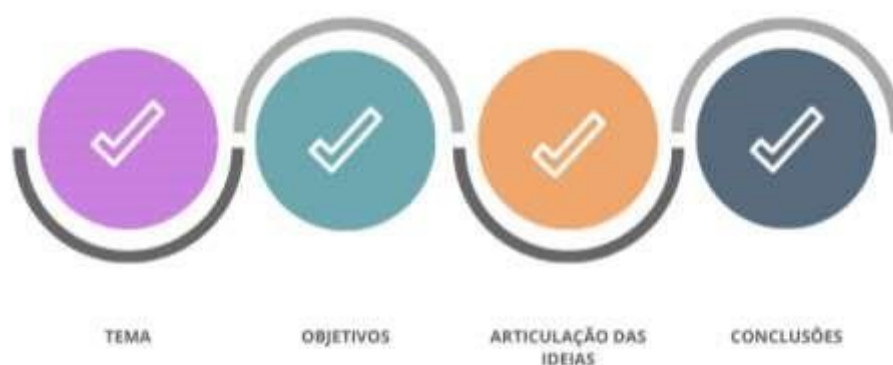 TEMA
OBJETIVOS
ARTICULAÇÃO DAS
IDEIAS
CONCLUSÕES